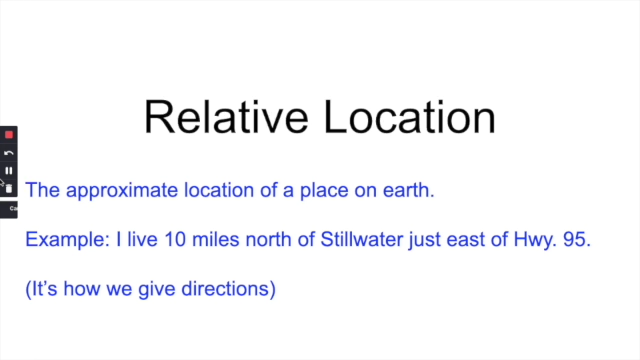 Relative Location
The approximate location of a place on earth.
Example: I live 10 miles north of Stillwater just east of Hwy. 95.
(It's how we give directions)
Ca